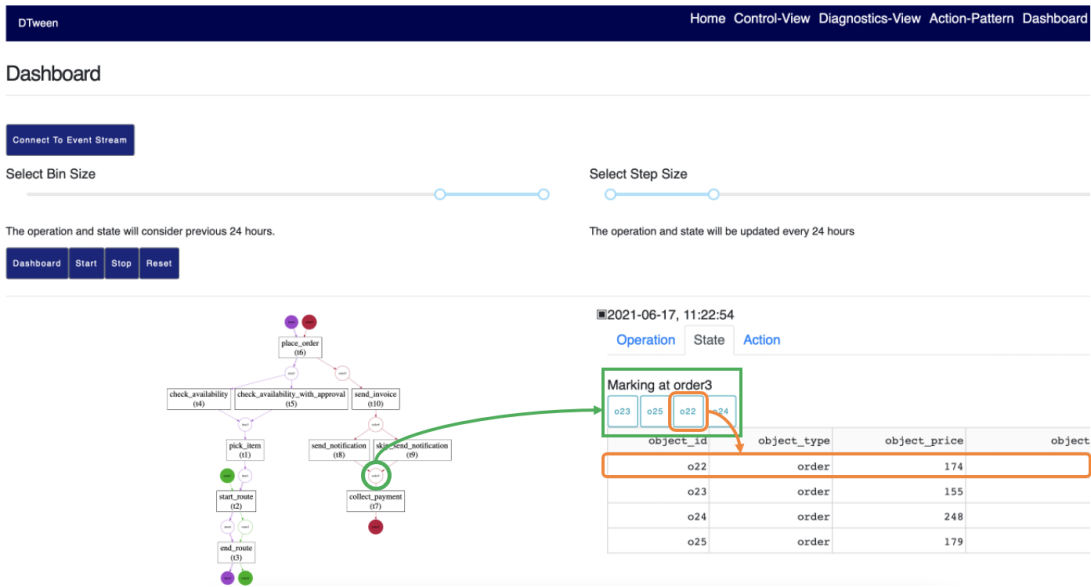 DTween
Home Control-View Diagnostics-View Action-Pattern Dashboard
Dashboard
Connect To Event Stream
Select Bin Size
Select Step Size
The operation and state will consider previous 24 hours.
The operation and state will be updated every 24 hours
Dashboard Start Stop Reset
2021-06-17, 11:22:54
Operation State Action
Marking at order3
o23 o25 o22 o24
object_id object_type object_price object
o22 order 174
o23 order 155
o24 order 248
o25 order 179
place_order
(t6)
check_availability
(t4)
check_availability_with_approval
(t5)
send_invoice
(t10)
pick_item
(t1)
send_notification
(t8)
skip_send_notification
(t9)
start_route
(t2)
collect_payment
(t7)
end_route
(t3)